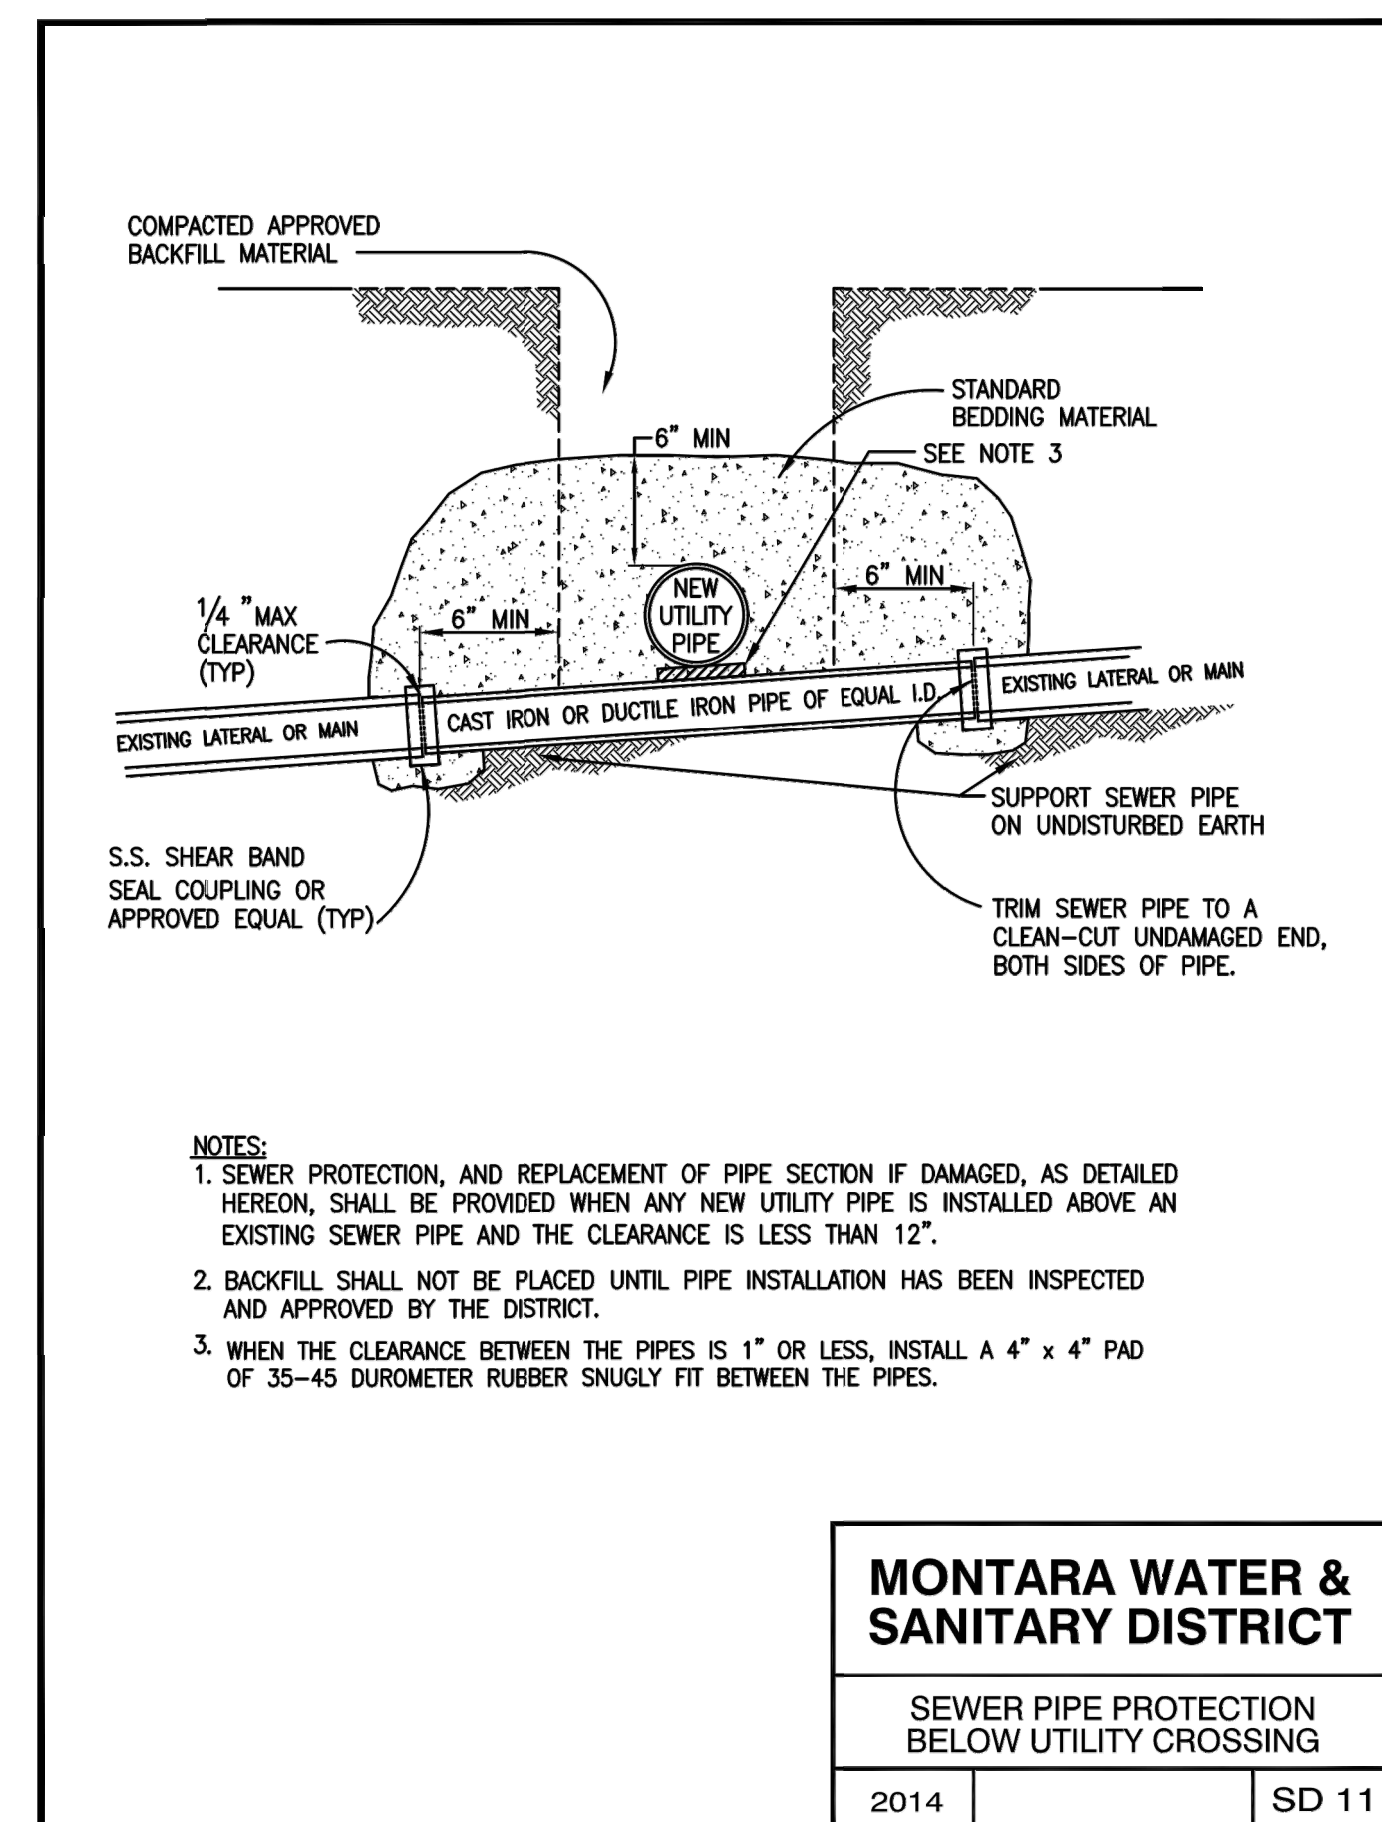 COMPACTED APPROVED
BACKFILL MATERIAL
STANDARD
BEDDING MATERIAL
6" MIN
SEE NOTE 3
6" MIN
NEW
UTILITY
PIPE
1/4 "MAX
CLEARANCE
(TYP)
6" MIN
EXISTING LATERAL OR MAIN
CAST IRON OR DUCTILE IRON PIPE OF EQUAL I.D.
EXISTING LATERAL OR MAIN
SUPPORT SEWER PIPE
ON UNDISTURBED EARTH
S.S. SHEAR BAND
SEAL COUPLING OR
APPROVED EQUAL (TYP)
TRIM SEWER PIPE TO A
CLEAN-CUT UNDAMAGED END,
BOTH SIDES OF PIPE.
NOTES:
1. SEWER PROTECTION, AND REPLACEMENT OF PIPE SECTION IF DAMAGED, AS DETAILED
HEREON, SHALL BE PROVIDED WHEN ANY NEW UTILITY PIPE IS INSTALLED ABOVE AN
EXISTING SEWER PIPE AND THE CLEARANCE IS LESS THAN 12".
2. BACKFILL SHALL NOT BE PLACED UNTIL PIPE INSTALLATION HAS BEEN INSPECTED
AND APPROVED BY THE DISTRICT.
3. WHEN THE CLEARANCE BETWEEN THE PIPES IS 1" OR LESS, INSTALL A 4" x 4" PAD
OF 35-45 DUROMETER RUBBER SNUGLY FIT BETWEEN THE PIPES.
MONTARA WATER &
SANITARY DISTRICT
SEWER PIPE PROTECTION
BELOW UTILITY CROSSING
2014
SD 11